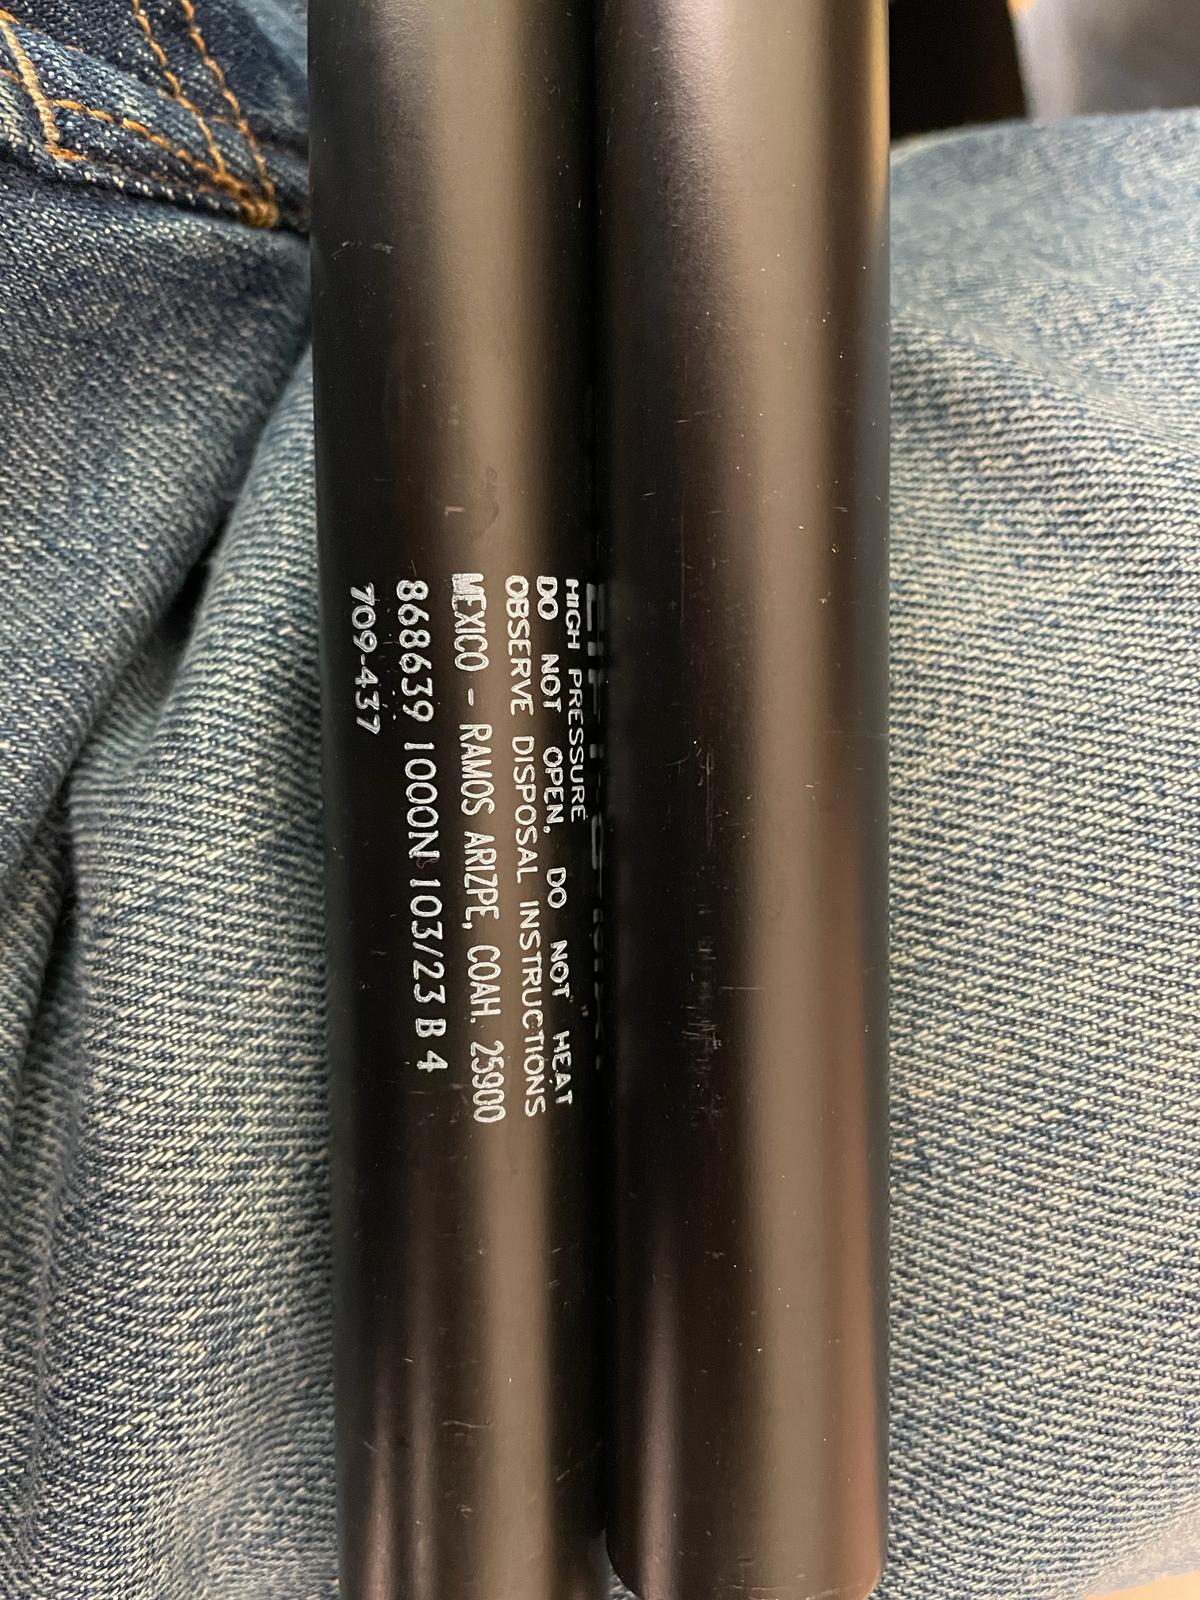 HIGH PRESSURE
DO NOT OPEN, DO NOT HEAT
OBSERVE DISPOSAL INSTRUCTIONS
MEXICO - RAMOS ARIZPE, COAH. 25900
868639 1000N 103/23 B 4
709-437